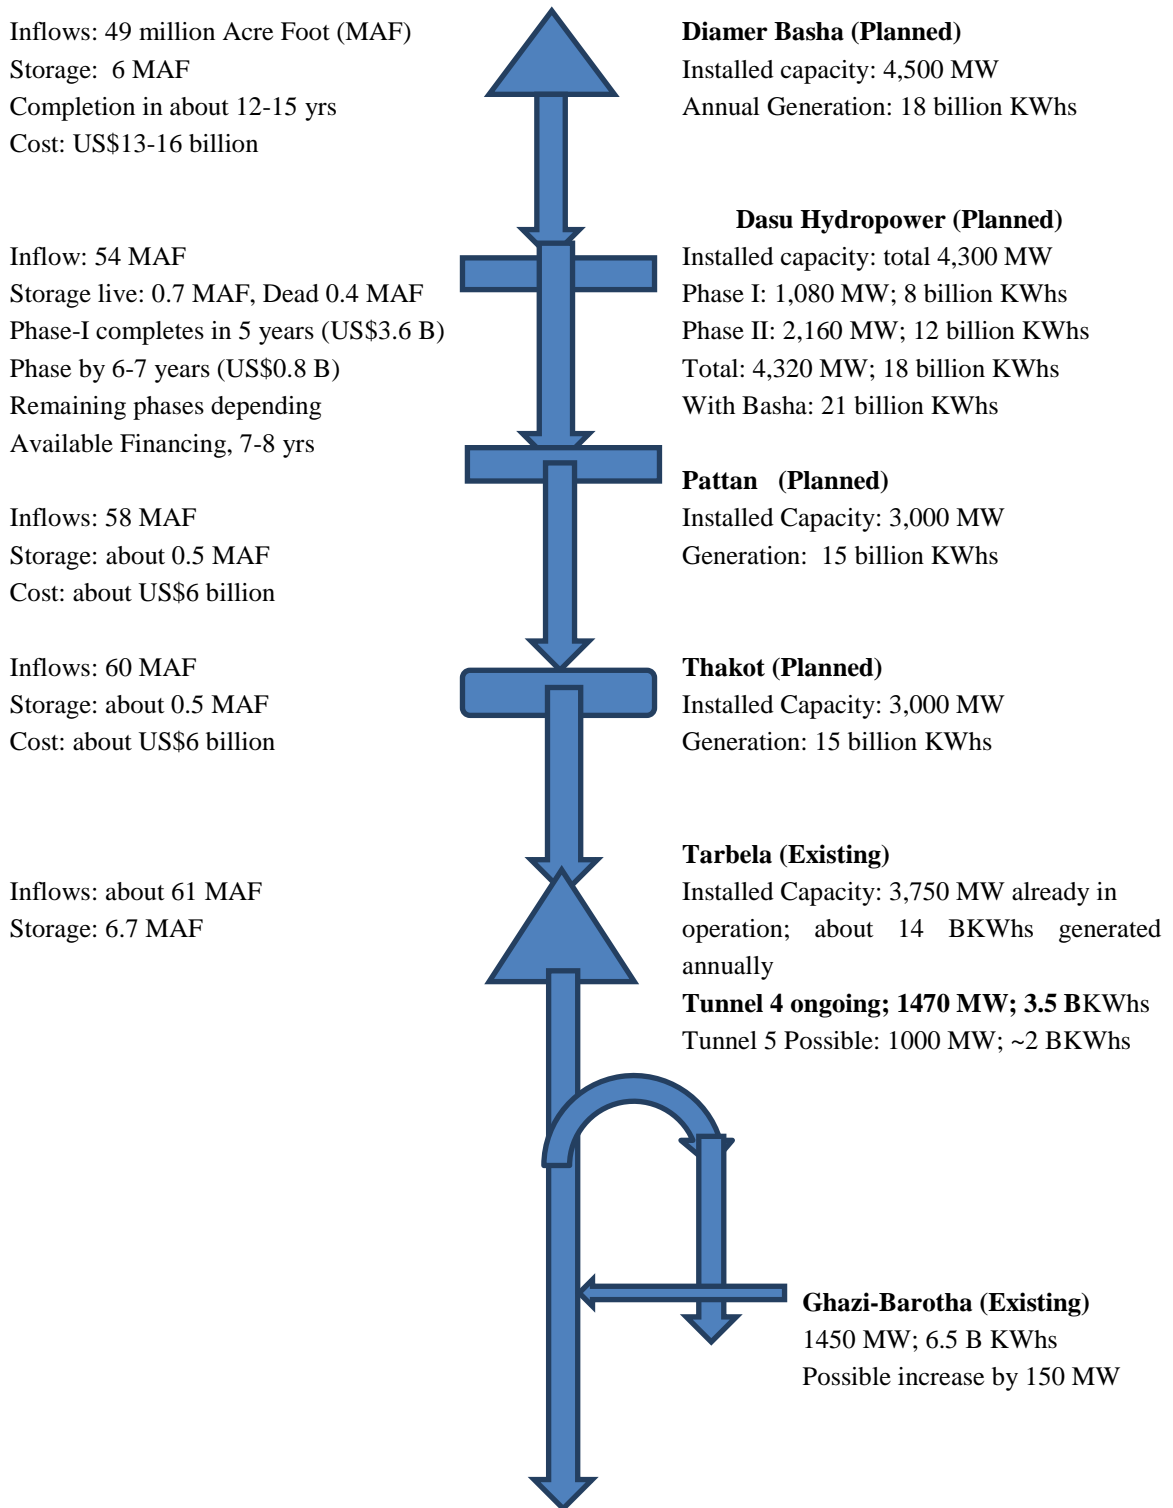 Inflows: 49 million Acre Foot (MAF)
Storage: 6 MAF
Completion in about 12-15 yrs
Cost: US$13-16 billion
Diamer Basha (Planned)
Installed capacity: 4,500 MW
Annual Generation: 18 billion KWhs
Inflow: 54 MAF
Storage live: 0.7 MAF, Dead 0.4 MAF
Phase-I completes in 5 years (US$3.6 B)
Phase by 6-7 years (US$0.8 B)
Remaining phases depending
Available Financing, 7-8 yrs
Dasu Hydropower (Planned)
Installed capacity: total 4,300 MW
Phase I: 1,080 MW; 8 billion KWhs
Phase II: 2,160 MW; 12 billion KWhs
Total: 4,320 MW; 18 billion KWhs
With Basha: 21 billion KWhs
Inflows: 58 MAF
Storage: about 0.5 MAF
Cost: about US$6 billion
Pattan (Planned)
Installed Capacity: 3,000 MW
Generation: 15 billion KWhs
Inflows: 60 MAF
Storage: about 0.5 MAF
Cost: about US$6 billion
Thakot (Planned)
Installed Capacity: 3,000 MW
Generation: 15 billion KWhs
Inflows: about 61 MAF
Storage: 6.7 MAF
Tarbela (Existing)
Installed Capacity: 3,750 MW already in
operation; about 14 BKWhs generated
annually
Tunnel 4 ongoing; 1470 MW; 3.5 BKWhs
Tunnel 5 Possible: 1000 MW; ~2 BKWhs
Ghazi-Barotha (Existing)
1450 MW; 6.5 B KWhs
Possible increase by 150 MW